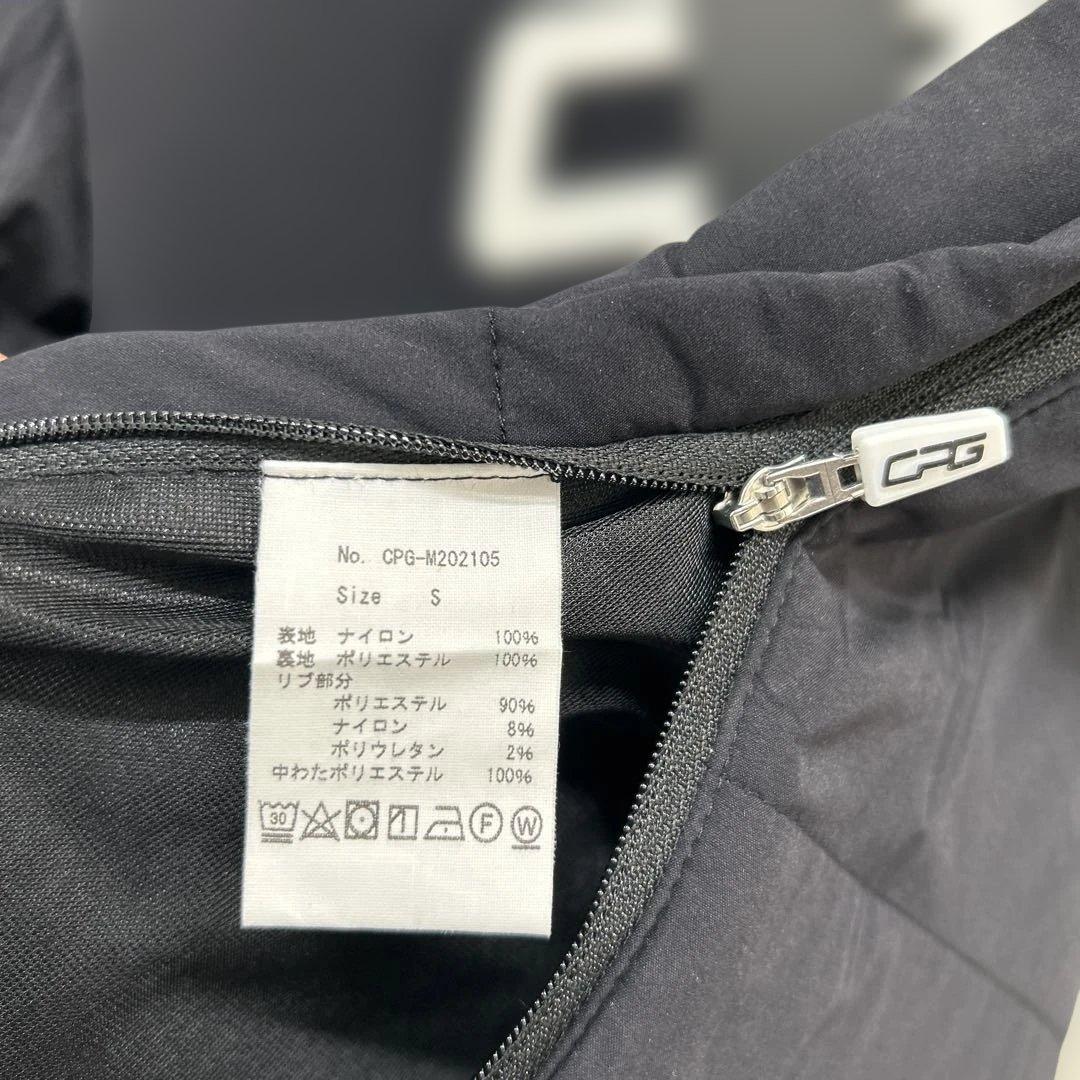 CPG
No. CPG-M202105
Size S
表地 ナイロン 100%
裏地 ポリエステル 100%
リブ部分
ポリエステル 90%
ナイロン 8%
ポリウレタン 2%
中わたポリエステル 100%
30 F W